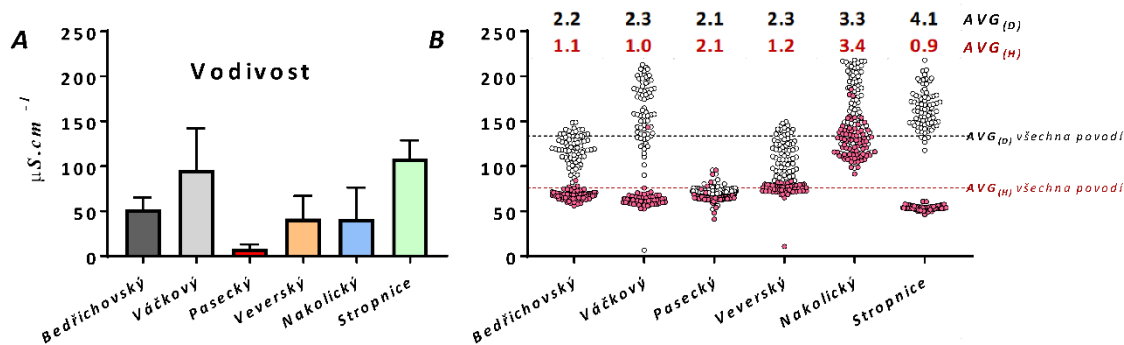 A
Vodivost
µS.cm -1
250
200
150
100
50
0
Bedřichovský
Váčkový
Pasecký
Veverský
Nakolický
Stropnice
B
2.2 2.3 2.1 2.3 3.3 4.1 AVG(D)
1.1 1.0 2.1 1.2 3.4 0.9 AVG(H)
250
200
150
100
50
0
AVG(D) všechna povodí
AVG(H) všechna povodí
Bedřichovský
Váčkový
Pasecký
Veverský
Nakolický
Stropnice